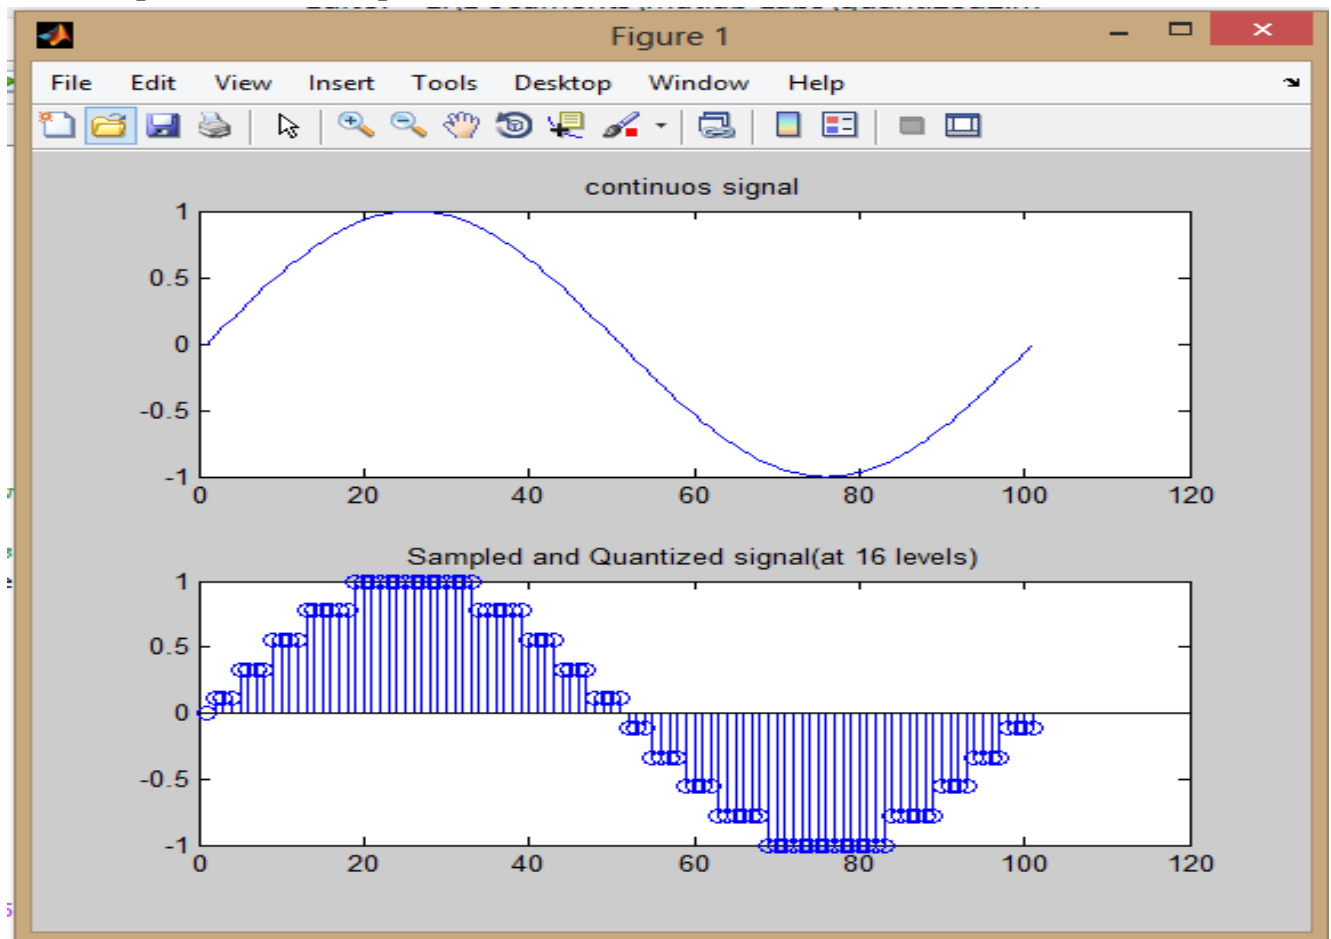 Figure 1
File Edit View Insert Tools Desktop Window Help
continuos signal
1
0.5
0
-0.5
-1
0 20 40 60 80 100 120
Sampled and Quantized signal(at 16 levels)
1
0.5
0
-0.5
-1
0 20 40 60 80 100 120